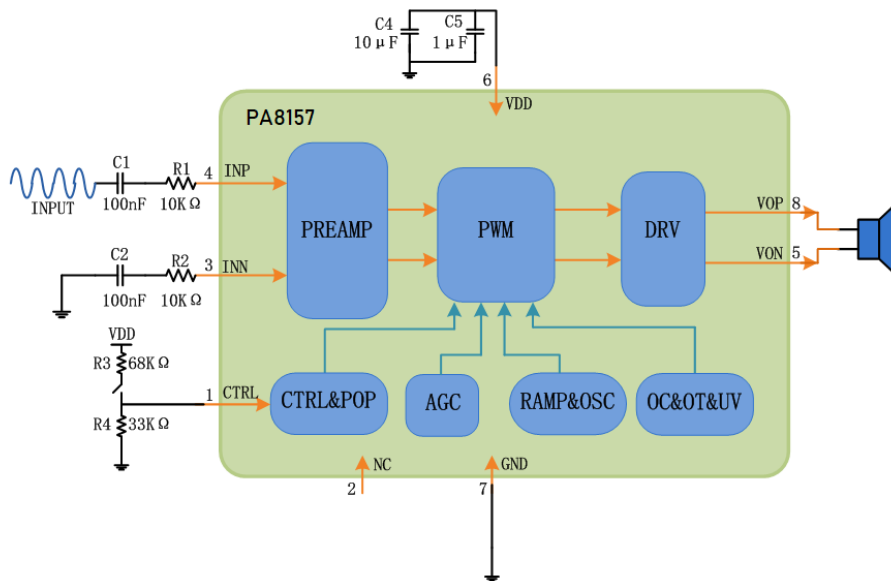 C4
10μF
C5
1μF
6
VDD
PA8157
C1
100nF
R1
10KΩ
4
INP
INPUT
PREAMP
PWM
DRV
VOP
8
VON
5
C2
100nF
R2
10KΩ
3
INN
VDD
R3
68KΩ
R4
33KΩ
1
CTRL
CTRL&POP
AGC
RAMP&OSC
OC&OT&UV
NC
2
GND
7